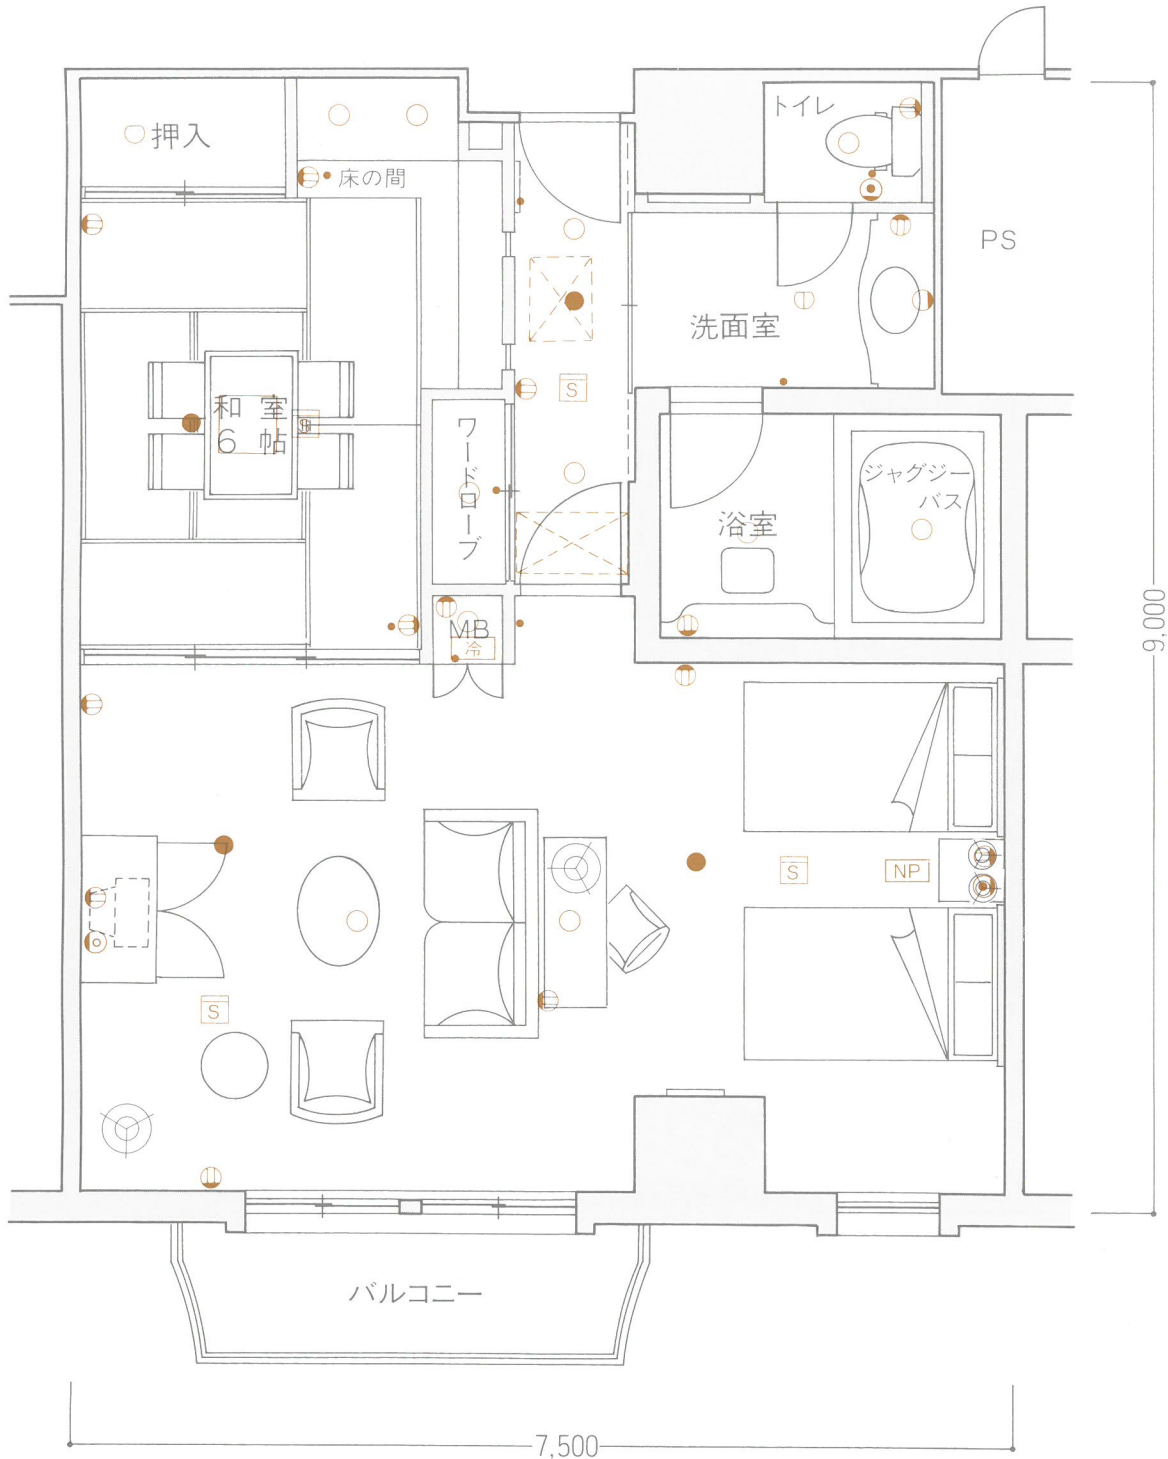 トイレ
押入
床の間
PS
洗面室
S
和室
6帖
S
ワードローブ
ジャグジー
バス
浴室
MB
冷
9,000
S
NP
S
バルコニー
7,500